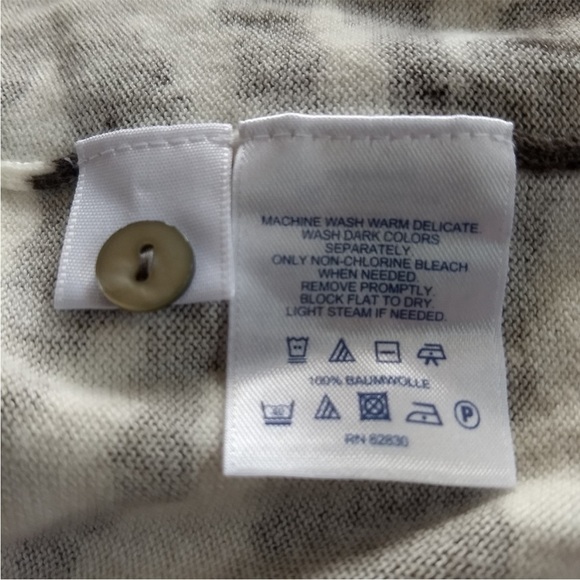 MACHINE WASH WARM DELICATE.
WASH DARK COLORS
SEPARATELY.
ONLY NON-CHLORINE BLEACH
WHEN NEEDED.
REMOVE PROMPTLY.
BLOCK FLAT TO DRY.
LIGHT STEAM IF NEEDED.
100% BAUMWOLLE
40 P
RN 62830